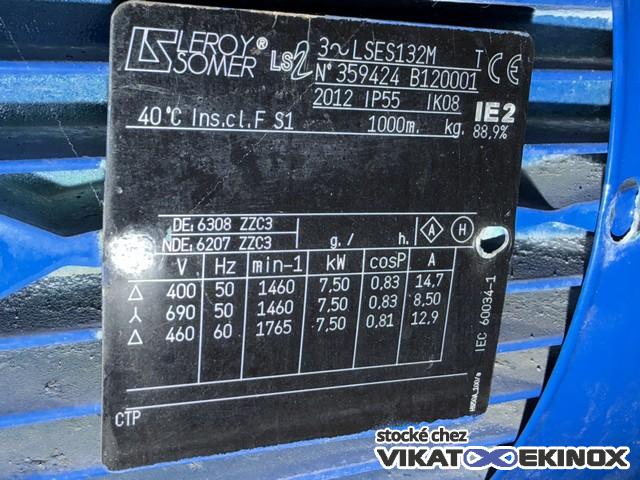 LEROY® SOMER LS2 3~LSES132M T CE
N° 359424 B120001
2012 IP55 IK08
40°C Ins.cl.F S1 1000m. kg. IE2 88,9%
DE: 6308 ZZC3
NDE: 6207 ZZC3 g./ h. A H
V Hz min-1 kW cosP A
△ 400 50 1460 7,50 0,83 14,7
⅄ 690 50 1460 7,50 0,83 8,50
△ 460 60 1765 7,50 0,81 12,9
IEC 60034-1
CTP
stocké chez
VIKAT EKINOX